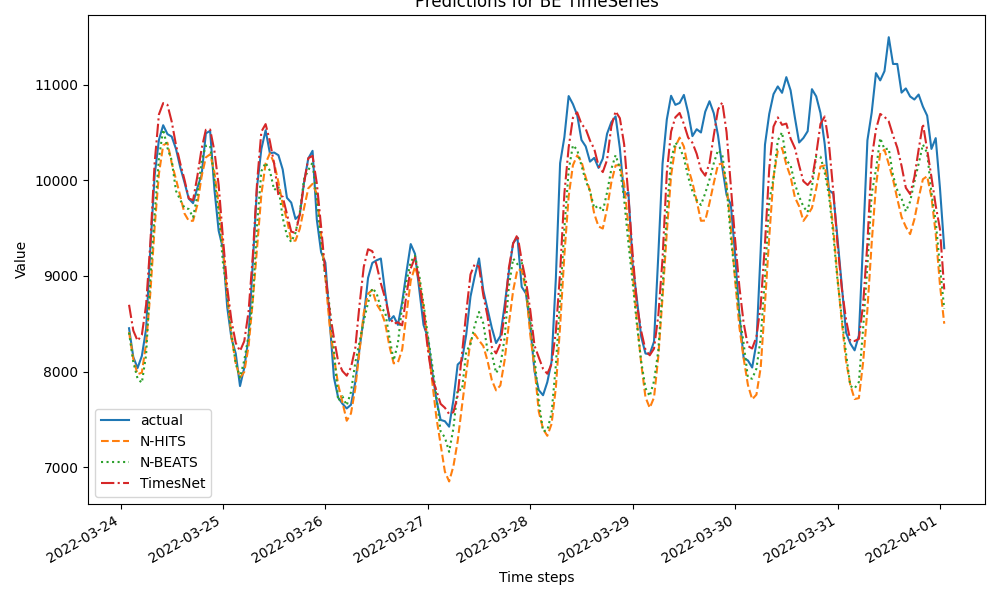 Predictions for BE TimeSeries
Value
11000
10000
9000
8000
7000
actual
N-HITS
N-BEATS
TimesNet
2022-03-24
2022-03-25
2022-03-26
2022-03-27
2022-03-28
2022-03-29
2022-03-30
2022-03-31
2022-04-01
Time steps